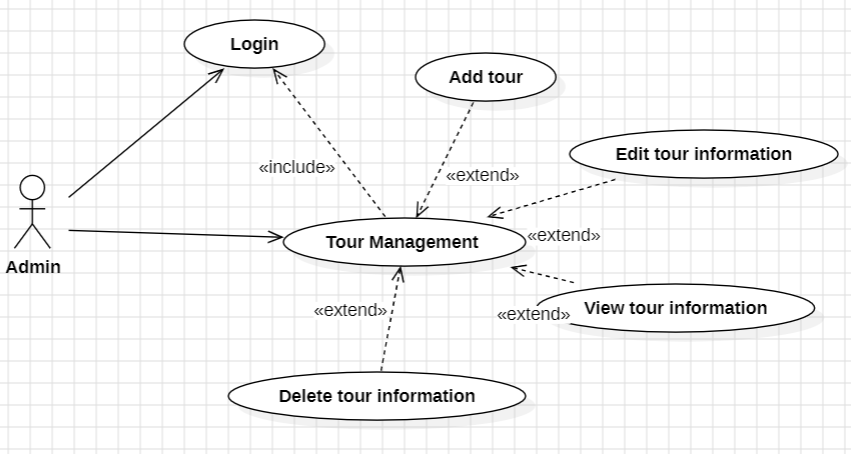 Login
Add tour
Edit tour information
«include»
«extend»
Admin
Tour Management
«extend»
«extend»
«extend»
View tour information
Delete tour information